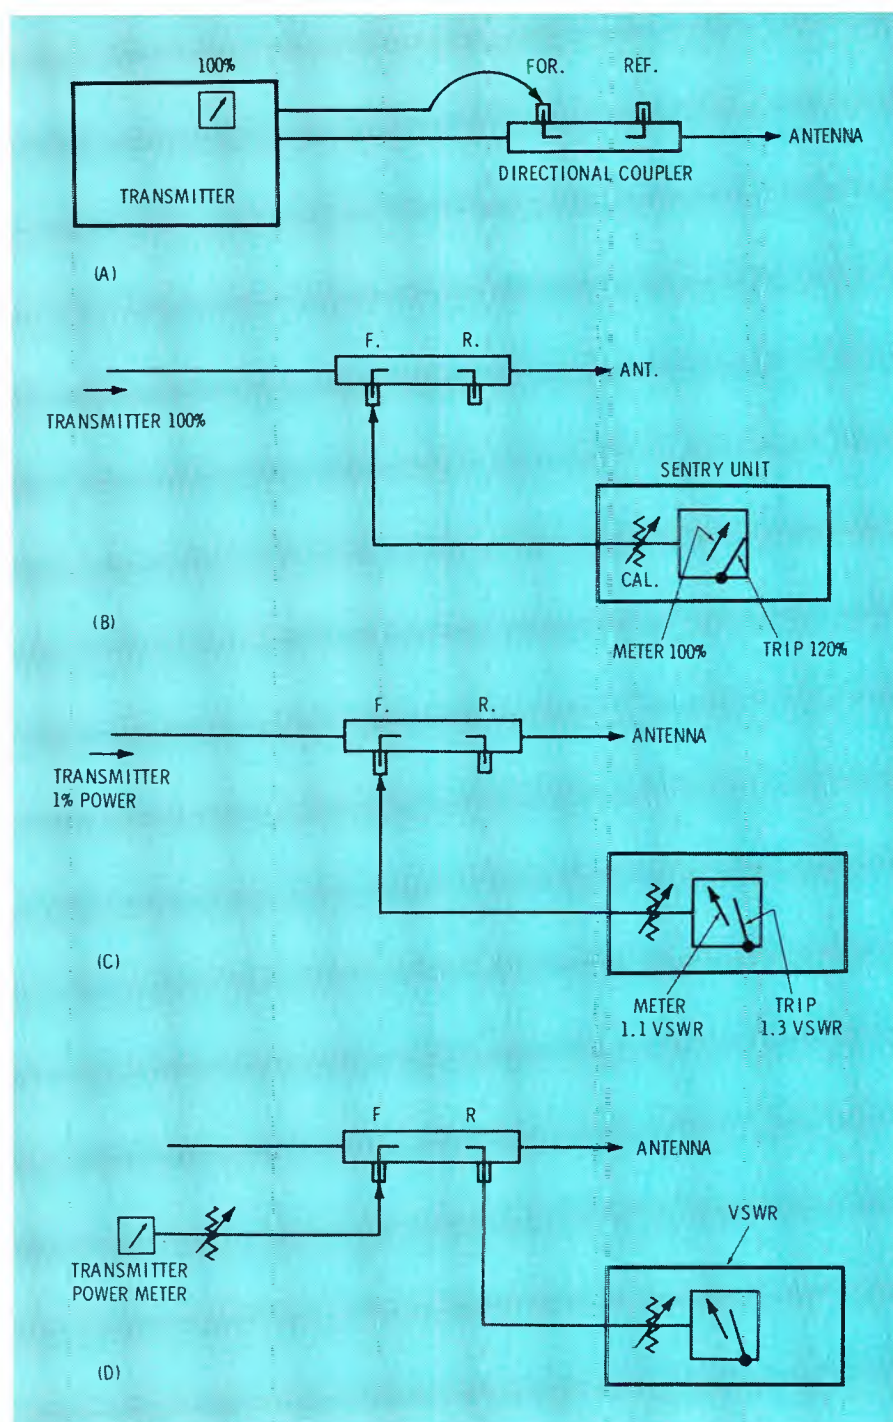 100%
FOR.
REF.
TRANSMITTER
DIRECTIONAL COUPLER
ANTENNA
(A)
F.
R.
ANT.
TRANSMITTER 100%
SENTRY UNIT
CAL.
METER 100%
TRIP 120%
(B)
F.
R.
ANTENNA
TRANSMITTER
1% POWER
METER
1.1 VSWR
TRIP
1.3 VSWR
(C)
F
R
ANTENNA
VSWR
TRANSMITTER
POWER METER
(D)